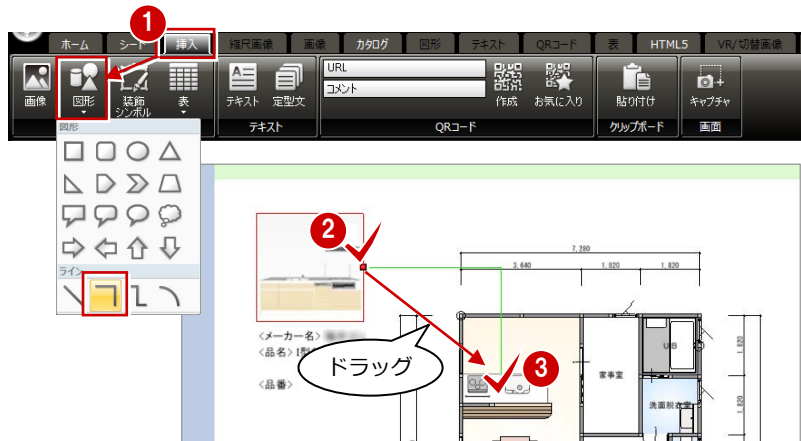 1
ホーム シート 挿入 縮尺画像 画像 カタログ 図形 テキスト QRコード 表 HTML5 VR/切替画像
URL
コメント
画像 図形 装飾シンボル 表 テキスト 定型文 作成 お気に入り 貼り付け キャプチャ
テキスト QRコード クリップボード 画面
図形
ライン
2
7,280
3,640 1,820 1,820
<メーカー名>
<品名> I型
<品番>
ドラッグ
3
家事室
UB
洗面脱衣室
1,820
1,820